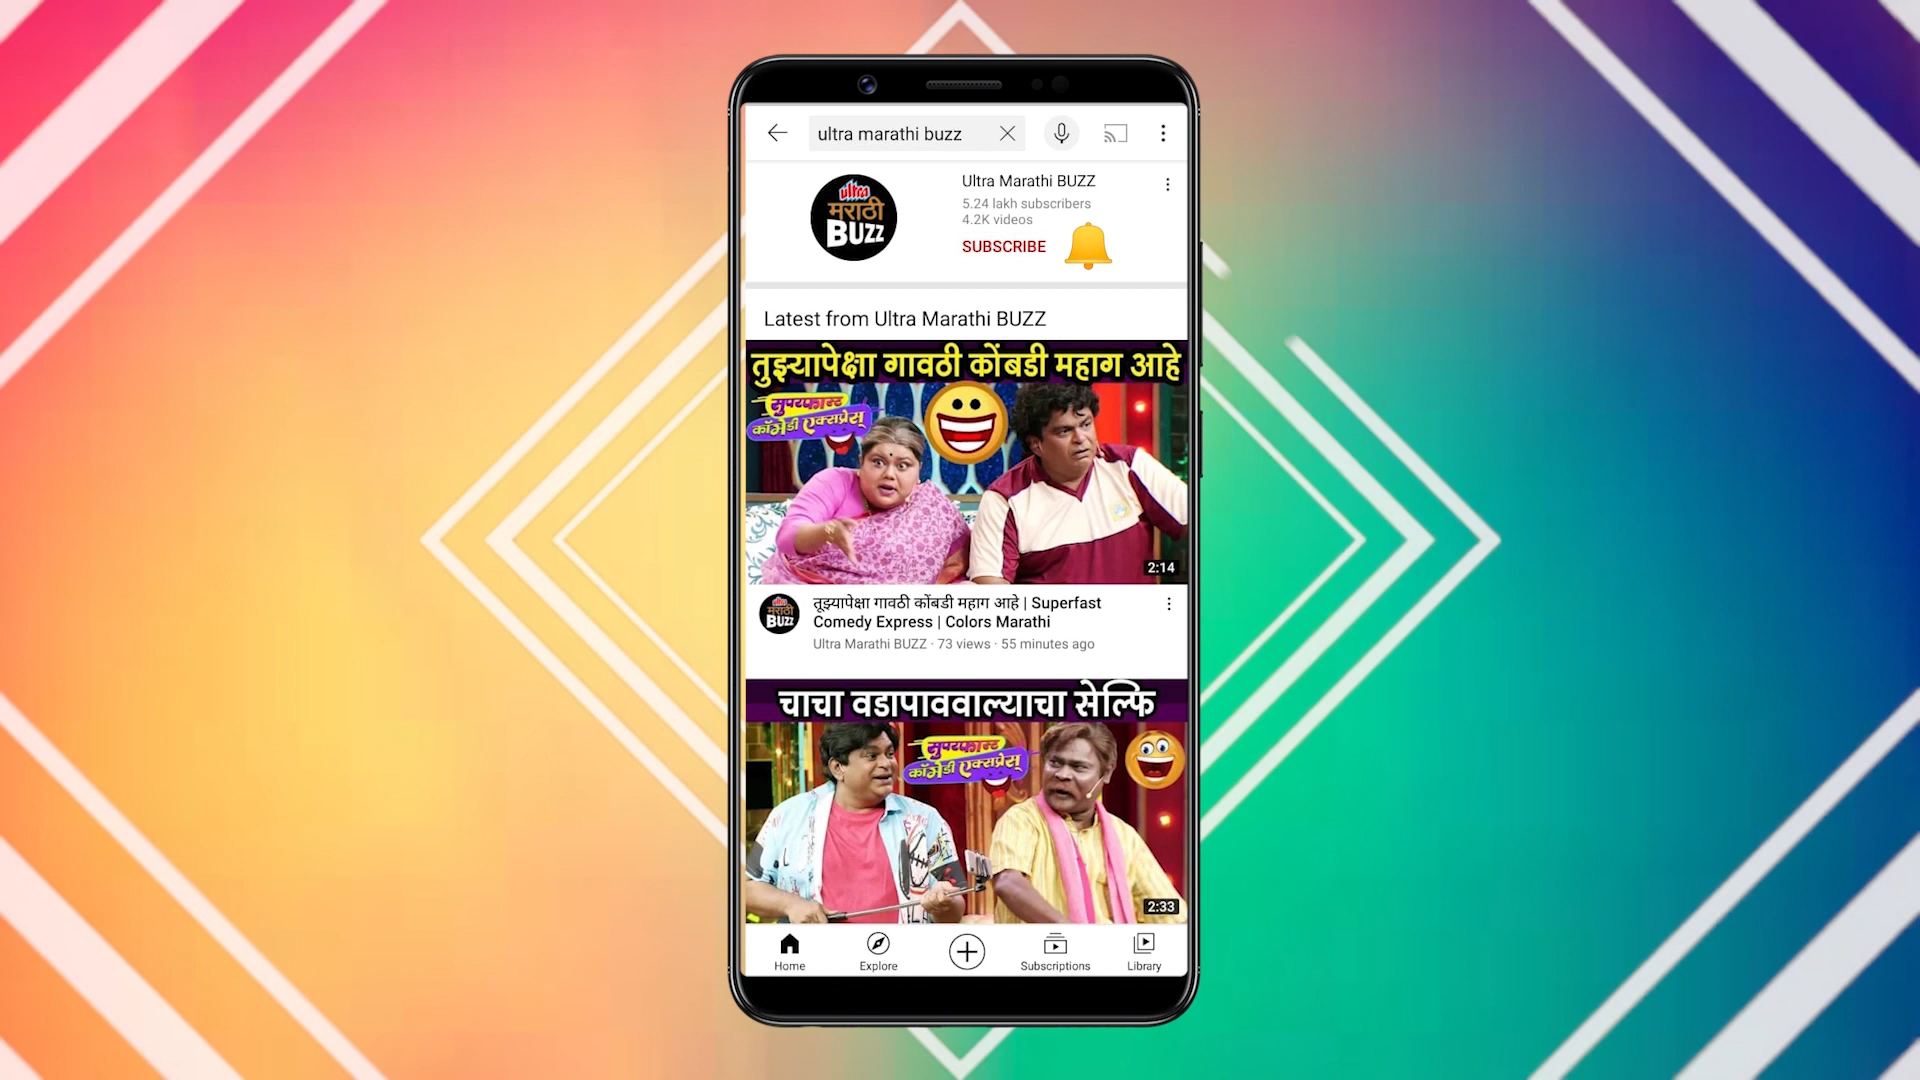 ultra marathi buzz
ultra
मराठी
BUZZ
Ultra Marathi BUZZ
5.24 lakh subscribers
4.2K videos
SUBSCRIBE
Latest from Ultra Marathi BUZZ
तुझ्यापेक्षा गावठी कोंबडी महाग आहे
सुपरफास्ट
कॉमेडी एक्सप्रेस्
2:14
ultra
मराठी
BUZZ
तूझ्यापेक्षा गावठी कोंबडी महाग आहे | Superfast
Comedy Express | Colors Marathi
Ultra Marathi BUZZ · 73 views · 55 minutes ago
चाचा वडापाववाल्याचा सेल्फि
सुपरफास्ट
कॉमेडी एक्सप्रेस्
2:33
Home
Explore
Subscriptions
Library